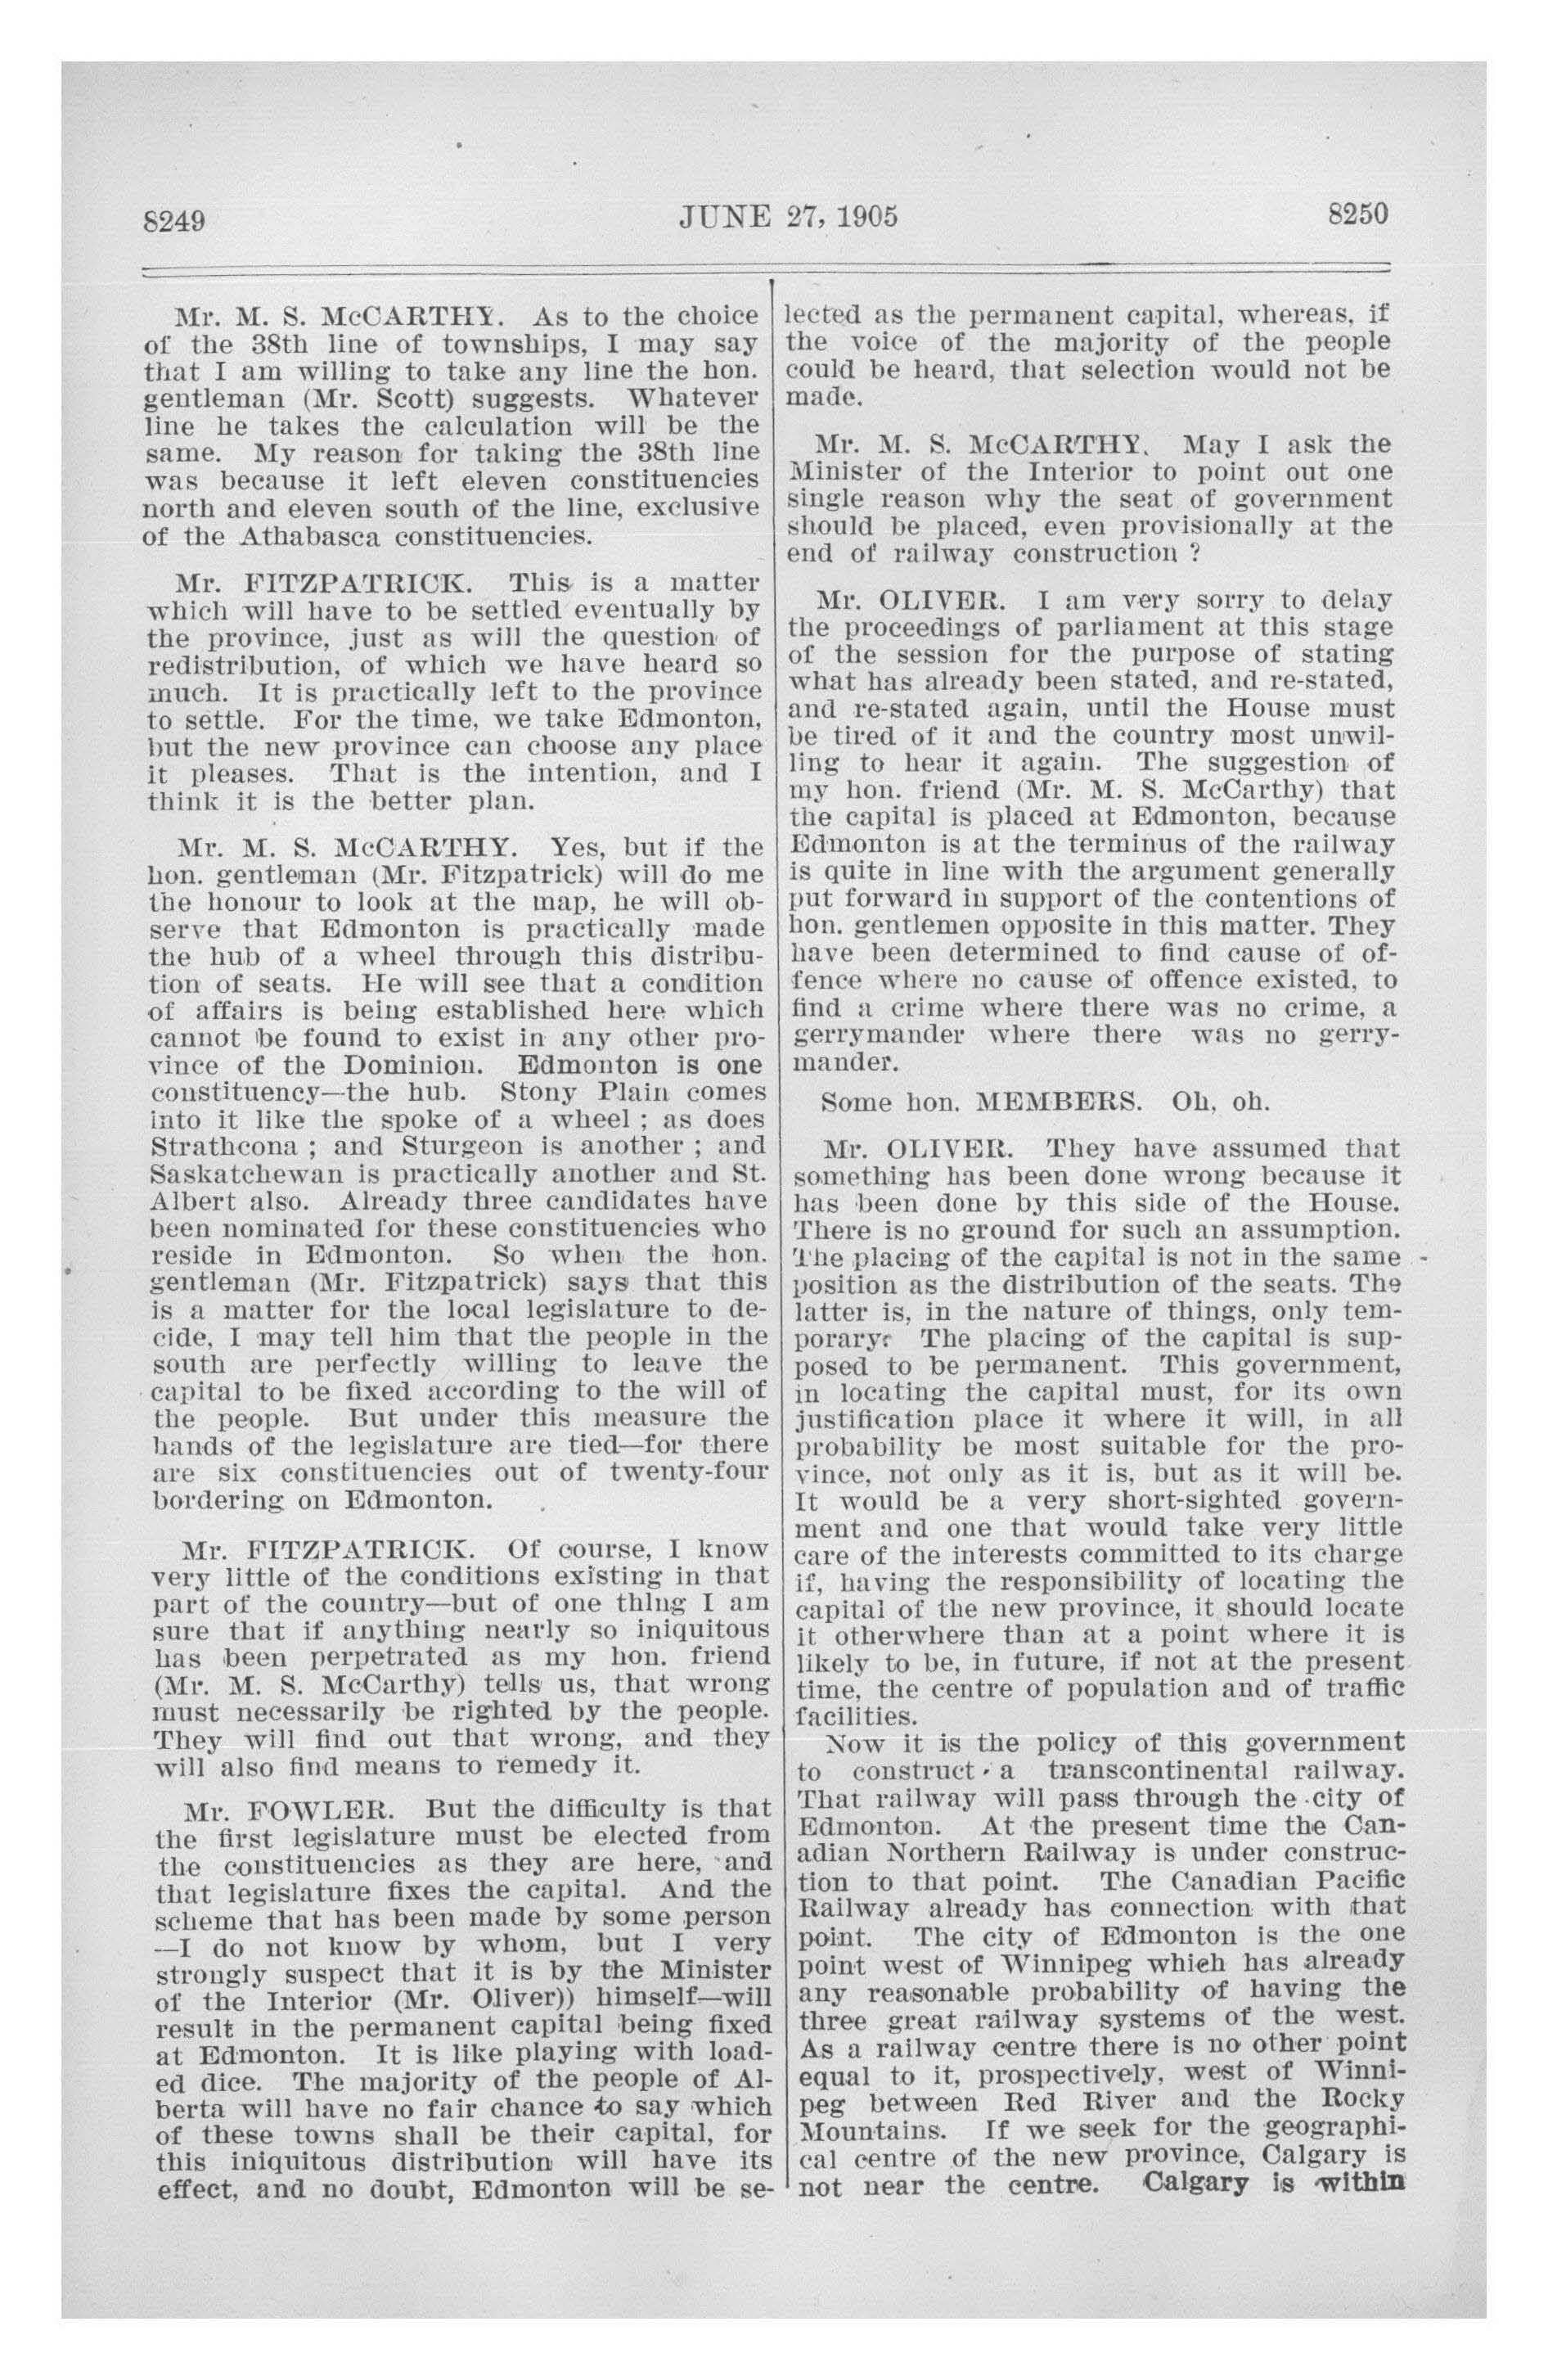 8249
JUNE 27, 1905
8250
Mr. M. S. McCARTHY. As to the choice
of the 38th line of townships, I may say
that I am willing to take any line the hon.
gentleman (Mr. Scott) suggests. Whatever
line he takes the calculation will be the
same. My reason for taking the 38th line
was because it left eleven constituencies
north and eleven south of the line, exclusive
of the Athabasca constituencies.
Mr. FITZPATRICK. This is a matter
which will have to be settled eventually by
the province, just as will the question of
redistribution, of which we have heard so
much. It is practically left to the province
to settle. For the time, we take Edmonton,
but the new province can choose any place
it pleases. That is the intention, and I
think it is the better plan.
Mr. M. S. McCARTHY. Yes, but if the
hon. gentleman (Mr. Fitzpatrick) will do me
the honour to look at the map, he will ob-
serve that Edmonton is practically made
the hub of a wheel through this distribu-
tion of seats. He will see that a condition
of affairs is being established here which
cannot be found to exist in any other pro-
vince of the Dominion. Edmonton is one
constituency—the hub. Stony Plain comes
into it like the spoke of a wheel ; as does
Strathcona ; and Sturgeon is another ; and
Saskatchewan is practically another and St.
Albert also. Already three candidates have
been nominated for these constituencies who
reside in Edmonton. So when the hon.
gentleman (Mr. Fitzpatrick) says that this
is a matter for the local legislature to de-
cide, I may tell him that the people in the
south are perfectly willing to leave the
capital to be fixed according to the will of
the people. But under this measure the
hands of the legislature are tied—for there
are six constituencies out of twenty-four
bordering on Edmonton.
Mr. FITZPATRICK. Of course, I know
very little of the conditions existing in that
part of the country—but of one thing I am
sure that if anything nearly so iniquitous
has been perpetrated as my hon. friend
(Mr. M. S. McCarthy) tells us, that wrong
must necessarily be righted by the people.
They will find out that wrong, and they
will also find means to remedy it.
Mr. FOWLER. But the difficulty is that
the first legislature must be elected from
the constituencies as they are here, and
that legislature fixes the capital. And the
scheme that has been made by some person
—I do not know by whom, but I very
strongly suspect that it is by the Minister
of the Interior (Mr. Oliver)) himself—will
result in the permanent capital being fixed
at Edmonton. It is like playing with load-
ed dice. The majority of the people of Al-
berta will have no fair chance to say which
of these towns shall be their capital, for
this iniquitous distribution will have its
effect, and no doubt, Edmonton will be se-
lected as the permanent capital, whereas, if
the voice of the majority of the people
could be heard, that selection would not be
made.
Mr. M. S. McCARTHY. May I ask the
Minister of the Interior to point out one
single reason why the seat of government
should be placed, even provisionally at the
end of railway construction ?
Mr. OLIVER. I am very sorry to delay
the proceedings of parliament at this stage
of the session for the purpose of stating
what has already been stated, and re-stated,
and re-stated again, until the House must
be tired of it and the country most unwil-
ling to hear it again. The suggestion of
my hon. friend (Mr. M. S. McCarthy) that
the capital is placed at Edmonton, because
Edmonton is at the terminus of the railway
is quite in line with the argument generally
put forward in support of the contentions of
hon. gentlemen opposite in this matter. They
have been determined to find cause of of-
fence where no cause of offence existed, to
find a crime where there was no crime, a
gerrymander where there was no gerry-
mander.
Some hon. MEMBERS. Oh, oh.
Mr. OLIVER. They have assumed that
something has been done wrong because it
has been done by this side of the House.
There is no ground for such an assumption.
The placing of the capital is not in the same
position as the distribution of the seats. The
latter is, in the nature of things, only tem-
porary. The placing of the capital is sup-
posed to be permanent. This government,
in locating the capital must, for its own
justification place it where it will, in all
probability be most suitable for the pro-
vince, not only as it is, but as it will be.
It would be a very short-sighted govern-
ment and one that would take very little
care of the interests committed to its charge
if, having the responsibility of locating the
capital of the new province, it should locate
it otherwhere than at a point where it is
likely to be, in future, if not at the present
time, the centre of population and of traffic
facilities.
Now it is the policy of this government
to construct a transcontinental railway.
That railway will pass through the city of
Edmonton. At the present time the Can-
adian Northern Railway is under construc-
tion to that point. The Canadian Pacific
Railway already has connection with that
point. The city of Edmonton is the one
point west of Winnipeg which has already
any reasonable probability of having the
three great railway systems of the west.
As a railway centre there is no other point
equal to it, prospectively, west of Winni-
peg between Red River and the Rocky
Mountains. If we seek for the geographi-
cal centre of the new province, Calgary is
not near the centre. Calgary is within